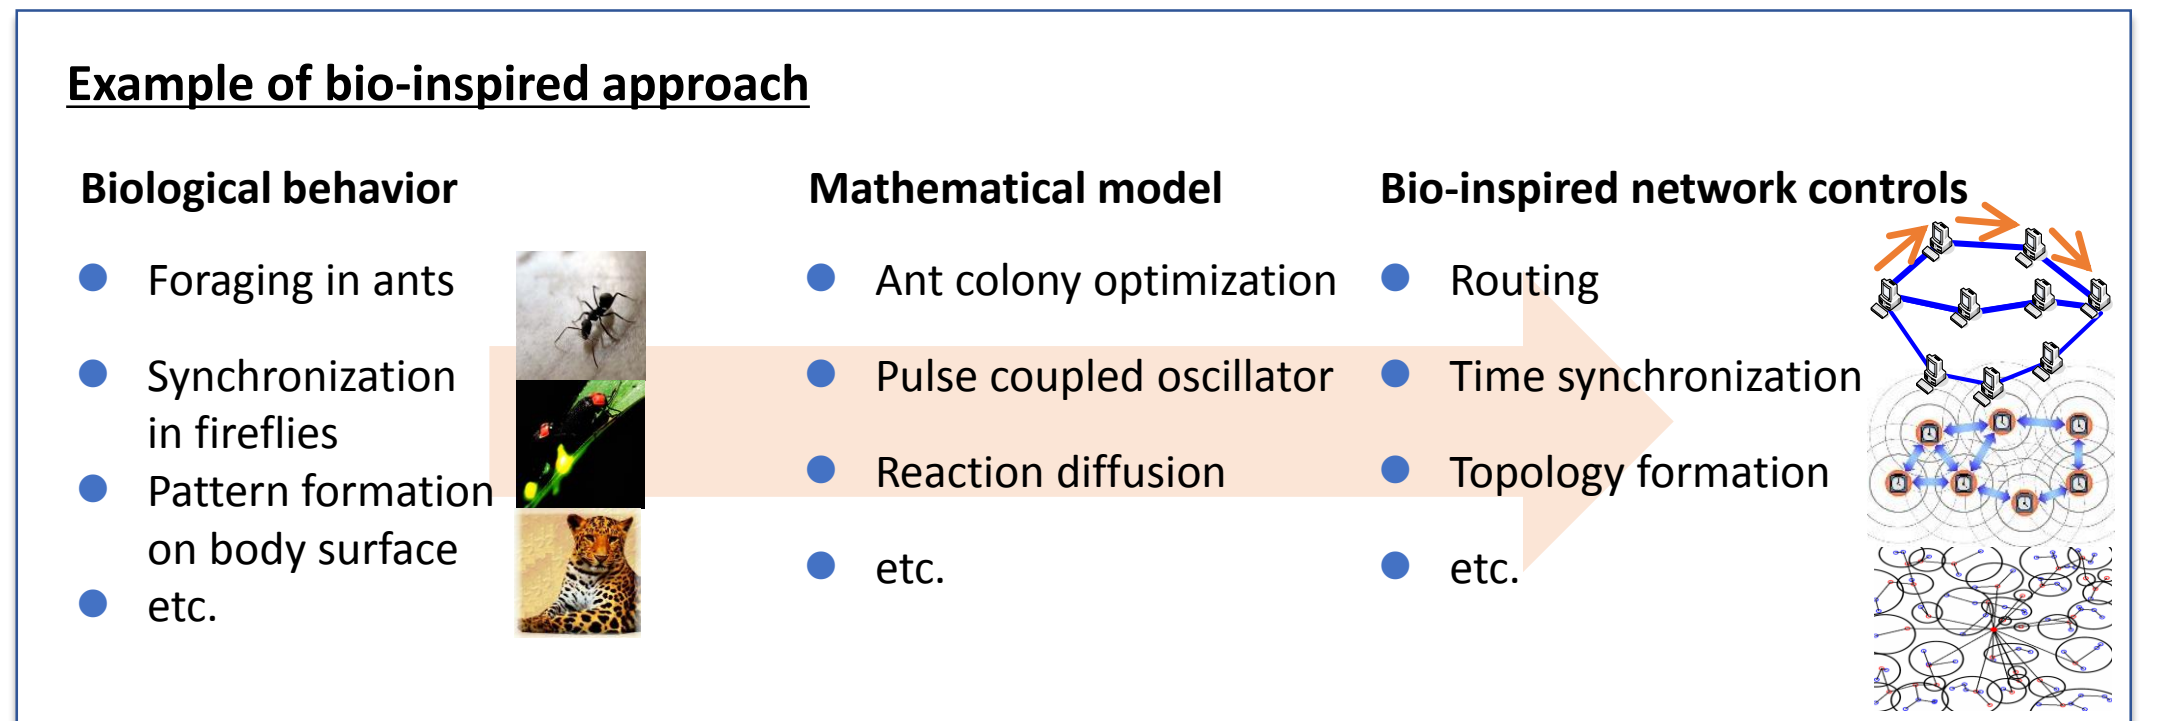 Example of bio-inspired approach
Biological behavior
Foraging in ants
Synchronization
in fireflies
Pattern formation
on body surface
etc.
Mathematical model
Ant colony optimization
Pulse coupled oscillator
Reaction diffusion
etc.
Bio-inspired network controls
Routing
Time synchronization
Topology formation
etc.